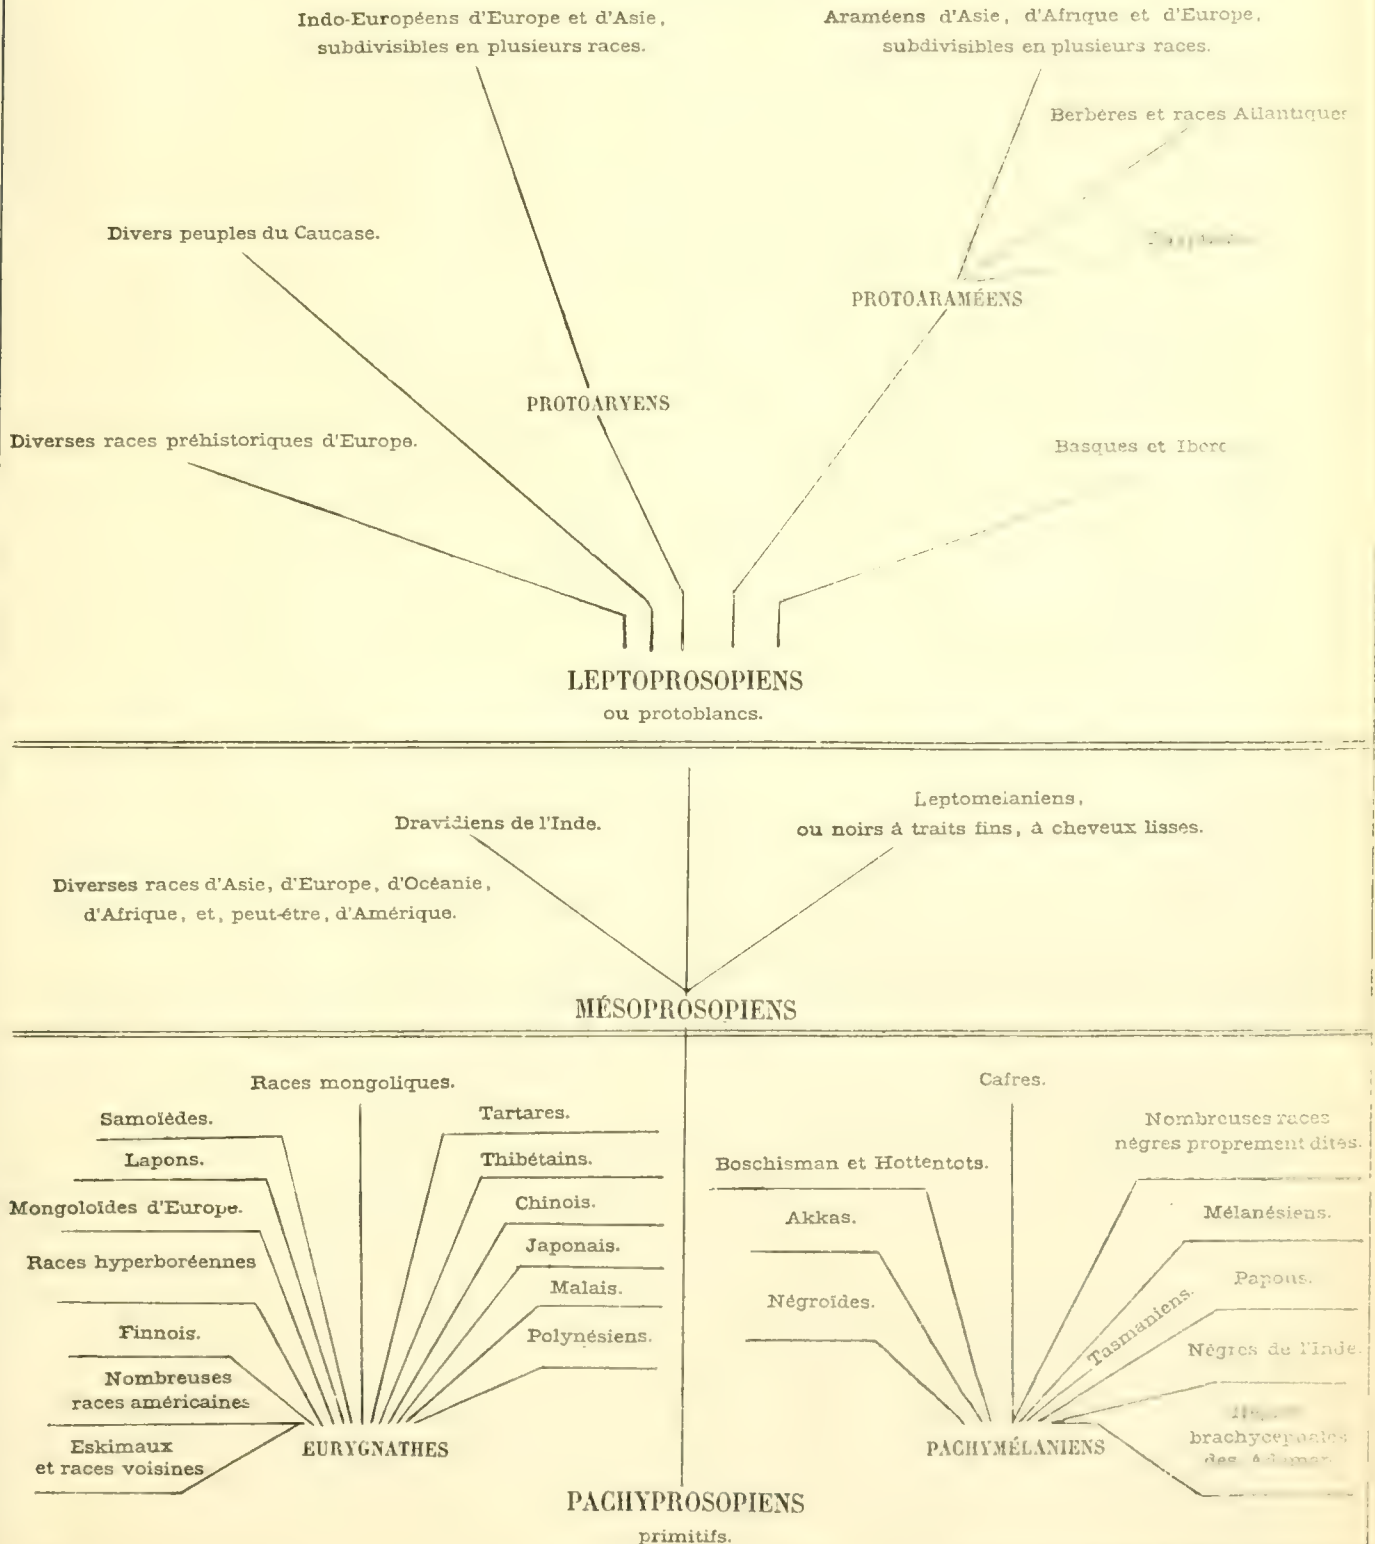 Indo-Européens d'Europe et d'Asie,
subdivisibles en plusieurs races.
Araméens d'Asie, d'Afrique et d'Europe,
subdivisibles en plusieurs races.
Berbères et races Atlantiques
Divers peuples du Caucase.
PROTOARAMÉENS
PROTOARYENS
Diverses races préhistoriques d'Europe.
Basques et
LEPTOPROSOPIENS
ou protoblancs.
Dravidiens de l'Inde.
Leptomelaniens,
ou noirs à traits fins, à cheveux lisses.
Diverses races d'Asie, d'Europe, d'Océanie,
d'Afrique, et, peut-être, d'Amérique.
MÉSOPROSOPIENS
Races mongoliques.
Samoïèdes.
Lapons.
Mongoloïdes d'Europe.
Races hyperboréennes
Finnois.
Nombreuses
races américaines
Eskimaux
et races voisines
Tartares.
Thibétains.
Chinois.
Japonais.
Malais.
Polynésiens.
EURYGNATHES
Cafres.
Boschisman et Hottentots.
Akkas.
Négroïdes.
Nombreuses races
nègres proprement dites.
Mélanésiens.
Papous.
Tasmaniens.
Nègres de l'Inde.
brachycephales
des
PACHYMÉLANIENS
PACHYPROSOPIENS
primitifs.